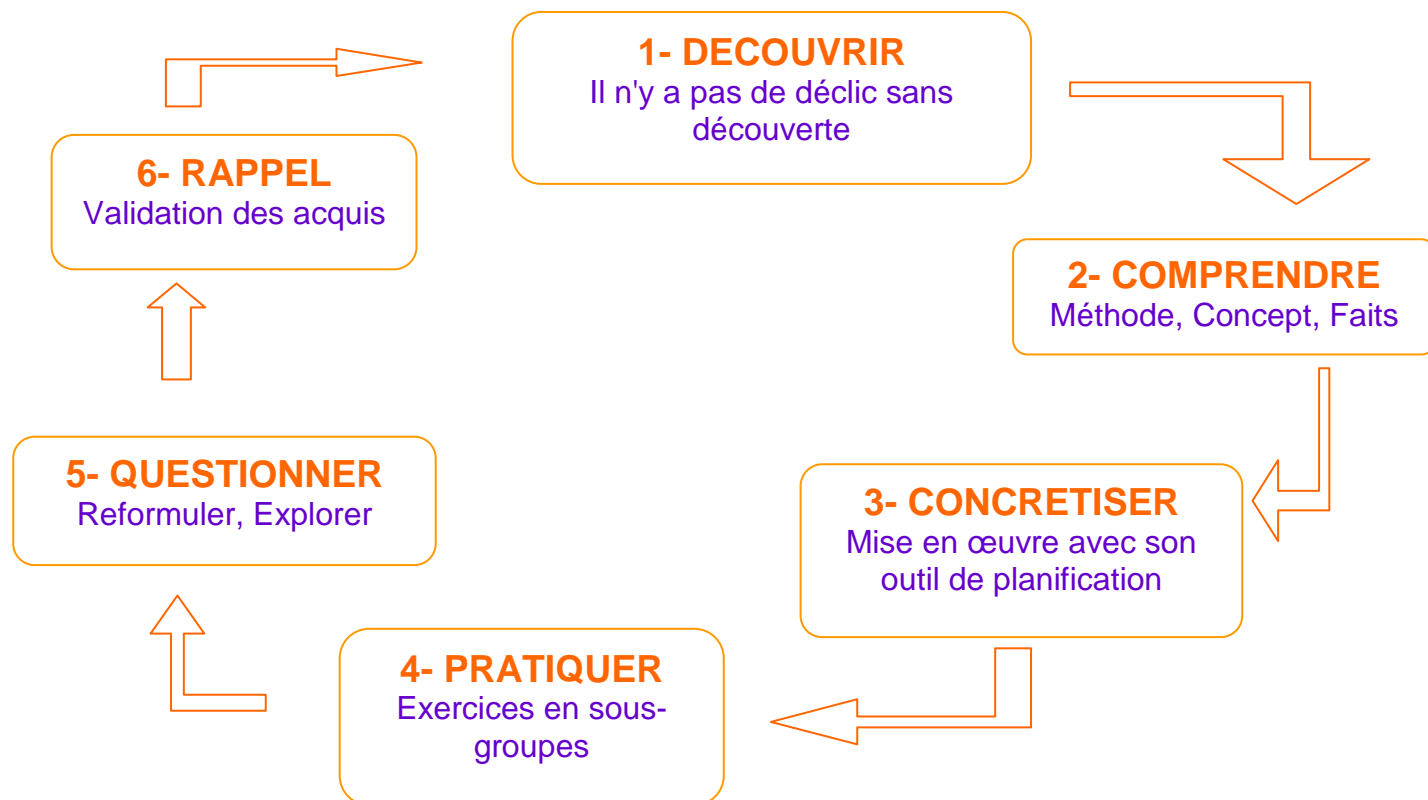 1- DECOUVRIR
Il n'y a pas de déclic sans
découverte
2- COMPRENDRE
Méthode, Concept, Faits
3- CONCRETISER
Mise en œuvre avec son
outil de planification
4- PRATIQUER
Exercices en sous-
groupes
5- QUESTIONNER
Reformuler, Explorer
6- RAPPEL
Validation des acquis